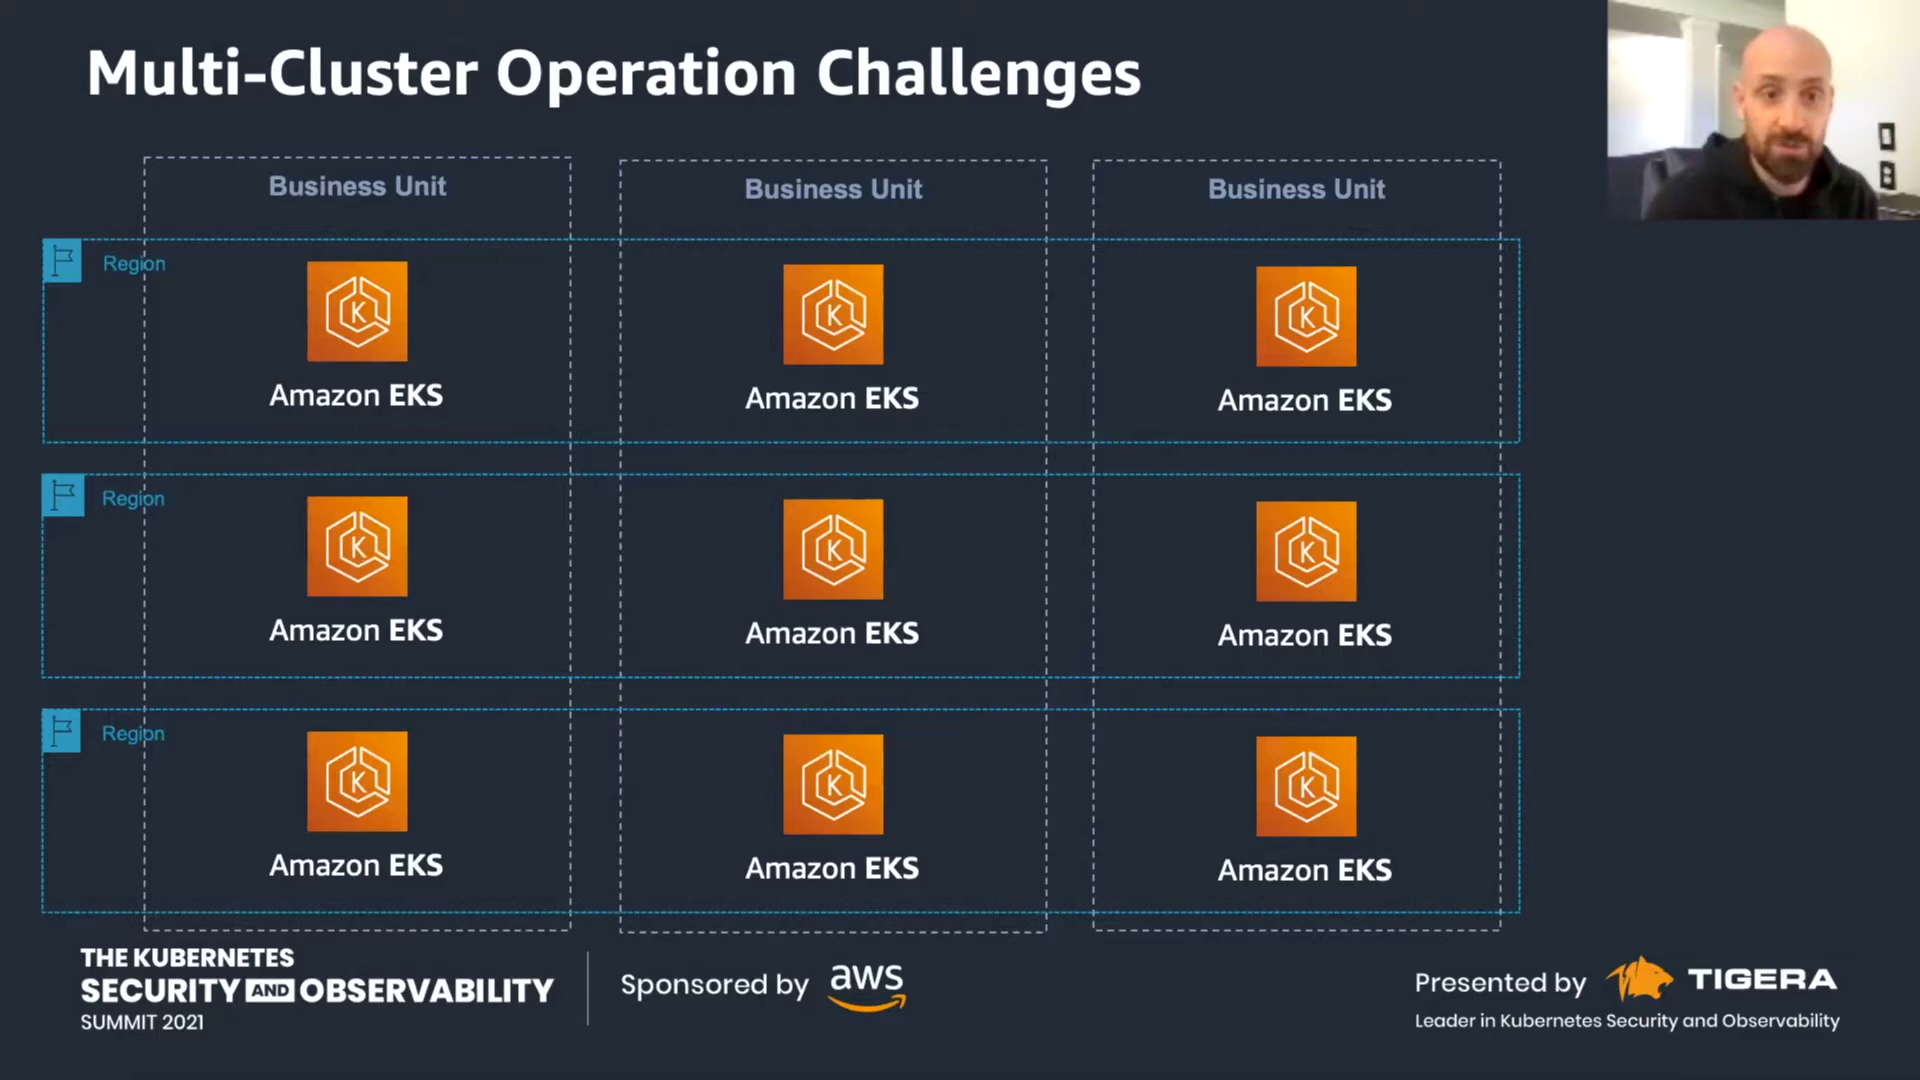 Multi-Cluster Operation Challenges
Business Unit
Business Unit
Business Unit
Region
K
K
K
Amazon EKS
Amazon EKS
Amazon EKS
Region
K
K
K
Amazon EKS
Amazon EKS
Amazon EKS
Region
K
K
K
Amazon EKS
Amazon EKS
Amazon EKS
THE KUBERNETES
SECURITY AND OBSERVABILITY
SUMMIT 2021
Sponsored by aws
Presented by TIGERA
Leader in Kubernetes Security and Observability